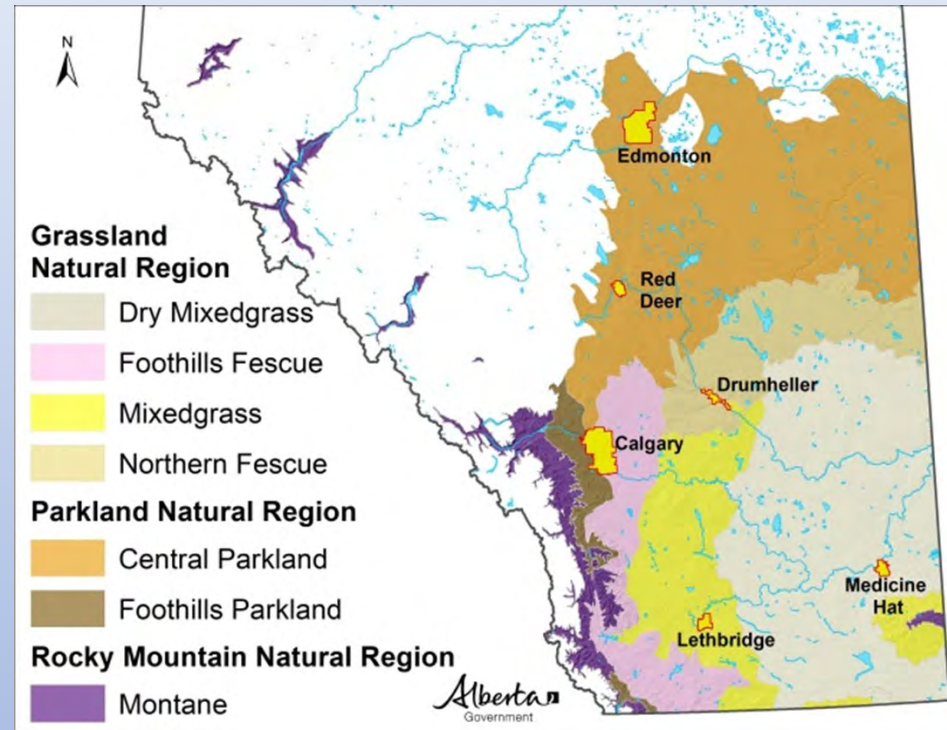 N
Edmonton
Grassland
Natural Region
Red
Deer
Dry Mixedgrass
Foothills Fescue
Drumheller
Mixedgrass
Calgary
Northern Fescue
Parkland Natural Region
Central Parkland
Medicine
Hat
Foothills Parkland
Lethbridge
Rocky Mountain Natural Region
Montane
Alberta
Government